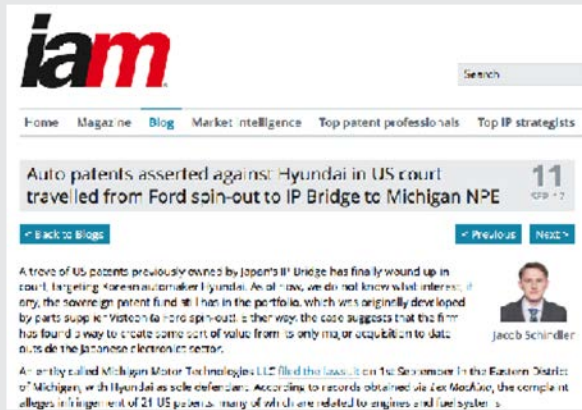 iam
Search
Home Magazine Blog Market Intelligence Top patent professionals Top IP strategists
Auto patents asserted against Hyundai in US court
travelled from Ford spin-out to IP Bridge to Michigan NPE
11
SEP 17
< Back to Blogs
< Previous Next >
A trove of US patents previously owned by Japan's IP Bridge has finally wound up in
court, targeting Korean automaker Hyundai. As of now, we do not know what interest, if
any, the sovereign patent fund still has in the portfolio, which was originally developed
by parts supplier Visteon (a Ford spin-out). Either way, the case suggests that the firm
has found a way to create some sort of value from its only major acquisition to date
outside the Japanese electronics sector.
Jacob Schindler
An entity called Michigan Motor Technologies LLC filed the lawsuit on 1st September in the Eastern District
of Michigan, with Hyundai as sole defendant. According to records obtained via Lex Machina, the complaint
alleges infringement of 21 US patents, many of which are related to engines and fuel systems